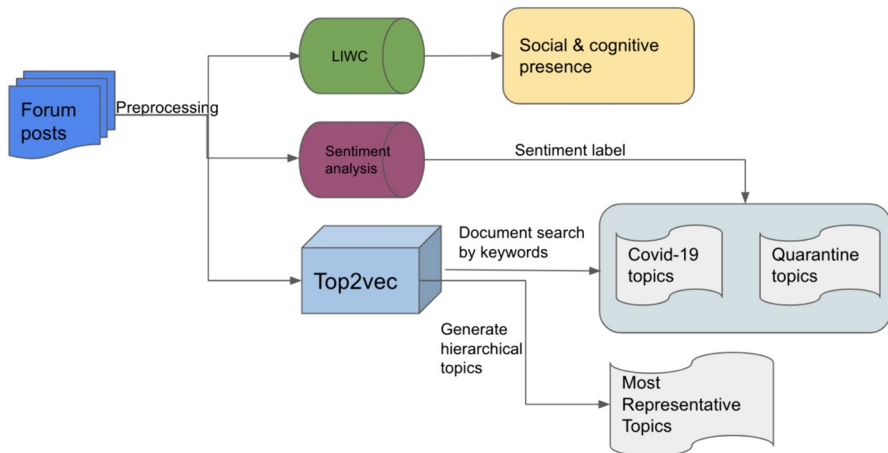 LIWC
Social & cognitive
presence
Forum
posts
Preprocessing
Sentiment
analysis
Sentiment label
Top2vec
Document search
by keywords
Covid-19
topics
Quarantine
topics
Generate
hierarchical
topics
Most
Representative
Topics